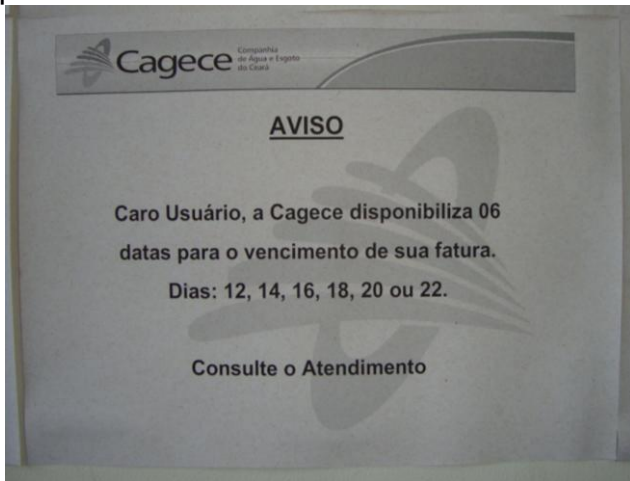 Cagece
Companhia
de Água e Esgoto
do Ceará
AVISO
Caro Usuário, a Cagece disponibiliza 06
datas para o vencimento de sua fatura.
Dias: 12, 14, 16, 18, 20 ou 22.
Consulte o Atendimento